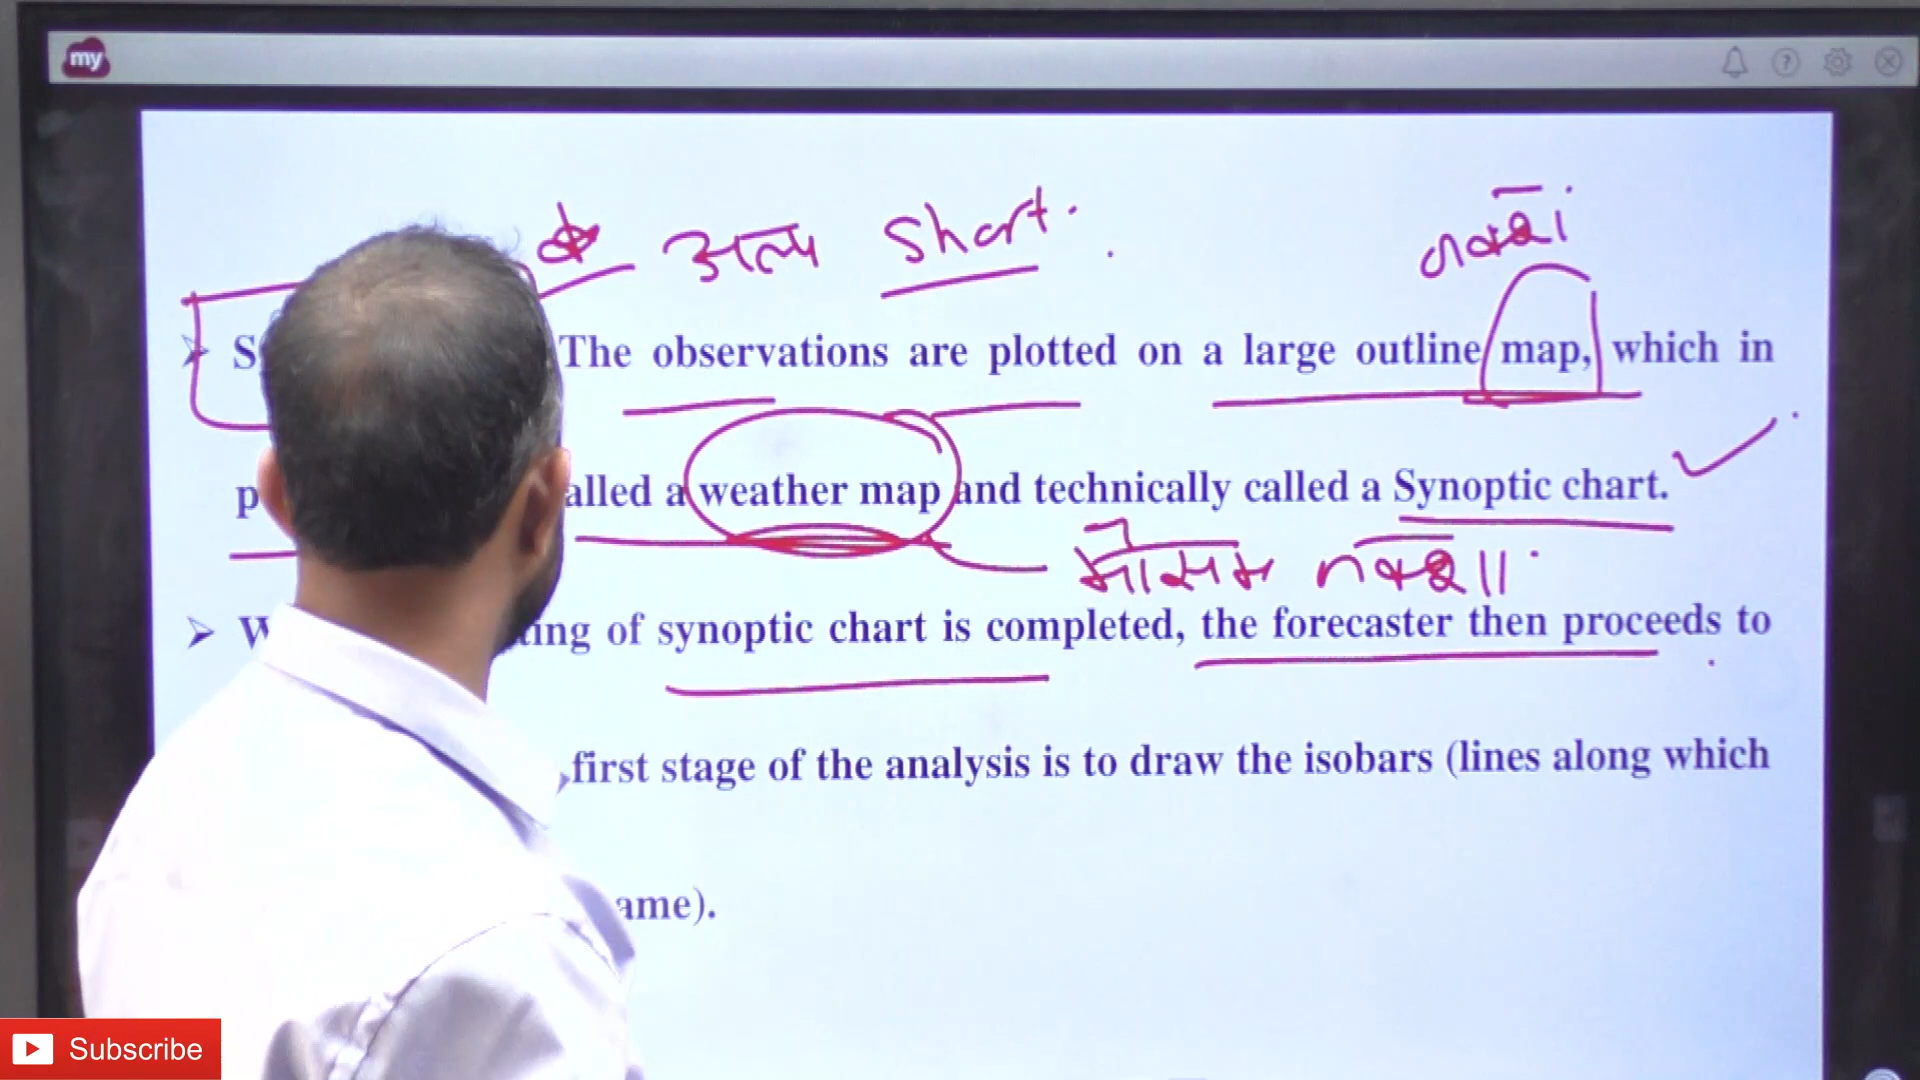 my
अल्प Short.
नक्शा
The observations are plotted on a large outline map, which in
alled a weather map and technically called a Synoptic chart.
मौसम नक्शा
ting of synoptic chart is completed, the forecaster then proceeds to
first stage of the analysis is to draw the isobars (lines along which
ame).
Subscribe